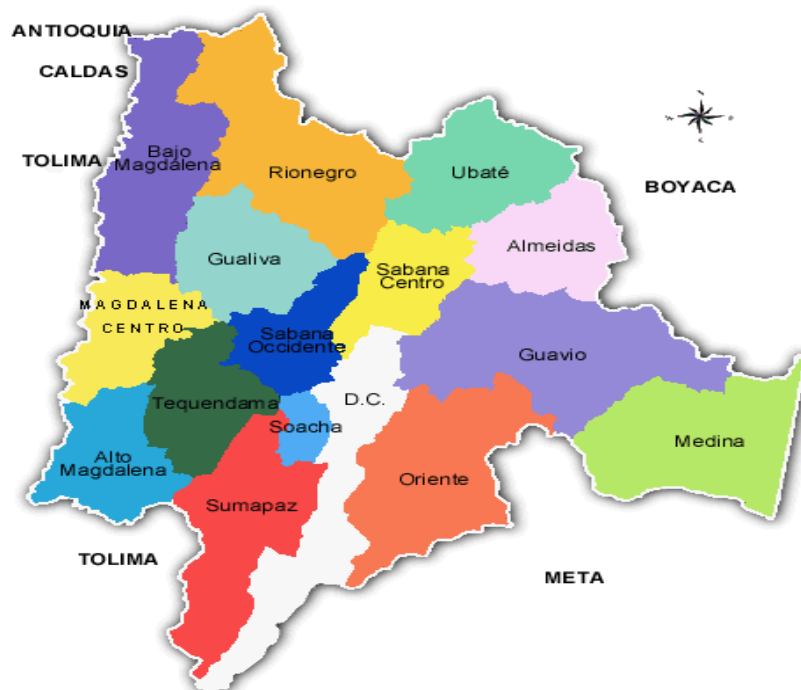 ANTIOQUIA
CALDAS
TOLIMA
Bajo
Magdalena
Rionegro
Ubaté
BOYACA
Gualiva
Almeidas
Sabana
Centro
MAGDALENA
CENTRO
Sabana
Occidente
Guavio
Tequendama
D.C.
Soacha
Medina
Alto
Magdalena
Oriente
Sumapaz
TOLIMA
META